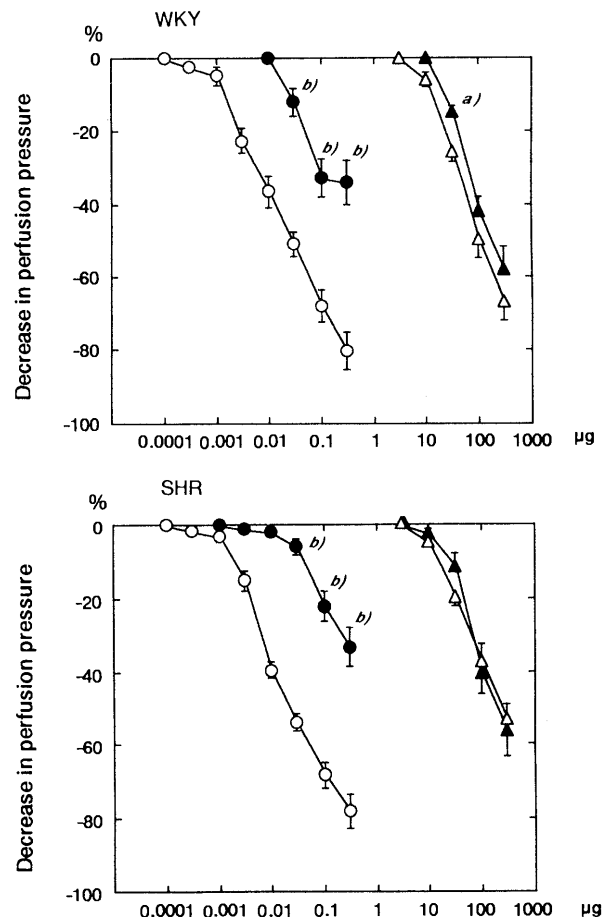 WKY
%
0
-20
-40
-60
-80
-100
Decrease in perfusion pressure
b)
b)
b)
a)
0.0001 0.001 0.01 0.1 1 10 100 1000 µg
SHR
%
0
-20
-40
-60
-80
-100
Decrease in perfusion pressure
b)
b)
b)
0.0001 0.001 0.01 0.1 1 10 100 1000 µg